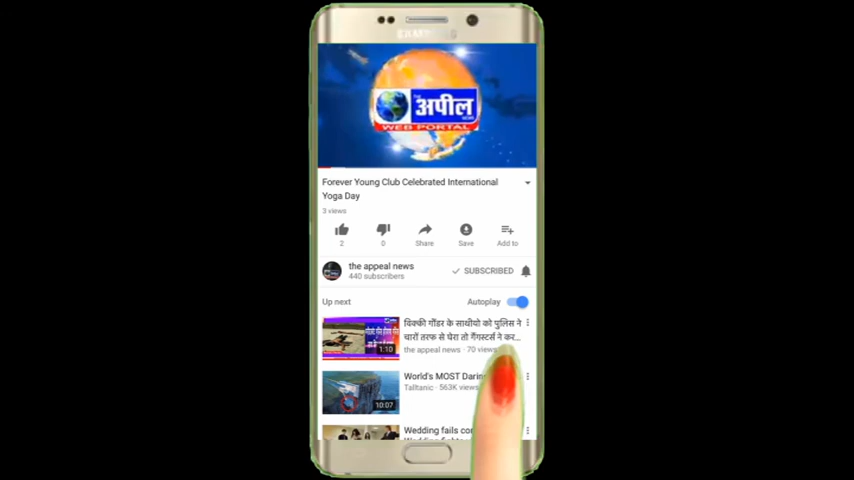 SAMSUNG
अपील
WEB PORTAL
Forever Young Club Celebrated International
Yoga Day
3 views
2
0
Share
Save
Add to
the appeal news
440 subscribers
SUBSCRIBED
Up next
Autoplay
विक्की गौंडर के साथीयो को पुलिस ने
चारों तरफ से घेरा तो गैंगस्टर्स ने कर...
the appeal news · 70 views
1:10
World's MOST Darin
Talltanic · 563K views
10:07
Wedding fails co